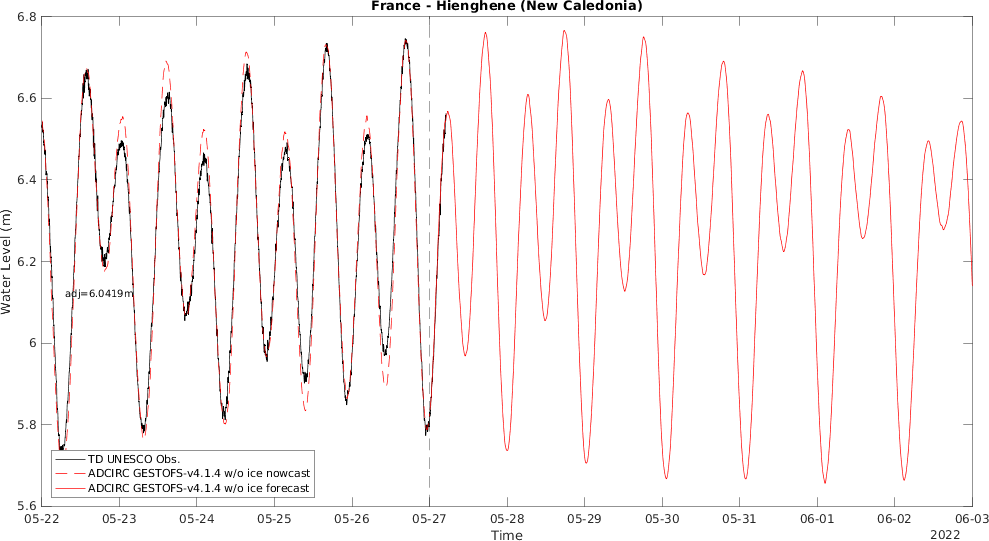 France - Hienghene (New Caledonia)
6.8
6.6
6.4
6.2
6
5.8
5.6
Water Level (m)
adj=6.0419m
TD UNESCO Obs.
ADCIRC GESTOFS-v4.1.4 w/o ice nowcast
ADCIRC GESTOFS-v4.1.4 w/o ice forecast
05-22 05-23 05-24 05-25 05-26 05-27 05-28 05-29 05-30 05-31 06-01 06-02 06-03
Time
2022